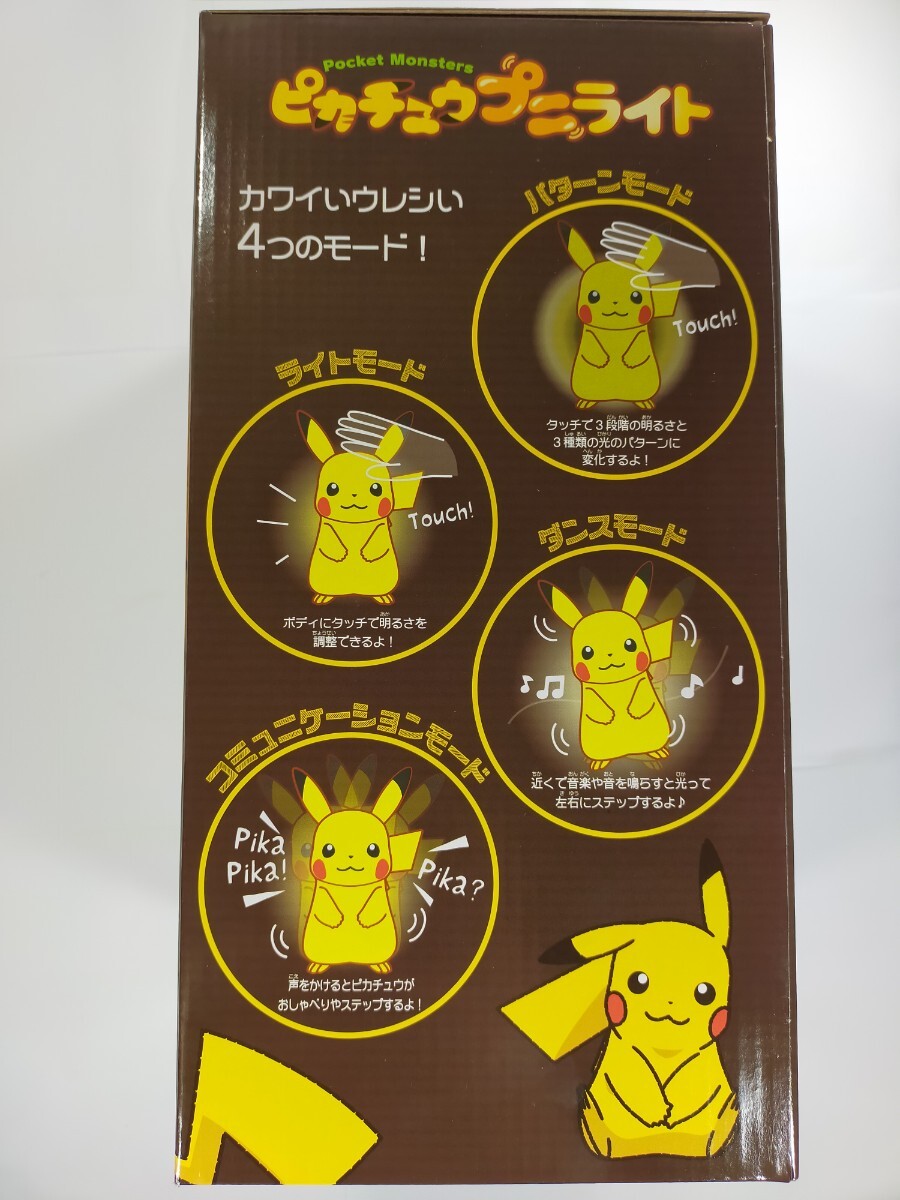 Pocket Monsters
ピカチュウプニライト
カワイいウレシい
4つのモード！
パターンモード
Touch!
タッチで3段階の明るさと
3種類の光のパターンに
変化するよ！
ライトモード
Touch!
ボディにタッチで明るさを
調整できるよ！
ダンスモード
近くで音楽や音を鳴らすと光って
左右にステップするよ♪
コミュニケーションモード
Pika
Pika!
Pika?
声をかけるとピカチュウが
おしゃべりやステップするよ！